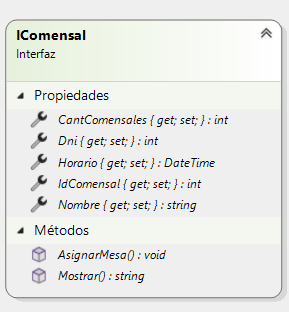 IComensal
Interfaz
Propiedades
CantComensales { get; set; } : int
Dni { get; set; } : int
Horario { get; set; } : DateTime
IdComensal { get; set; } : int
Nombre { get; set; } : string
Métodos
AsignarMesa() : void
Mostrar() : string